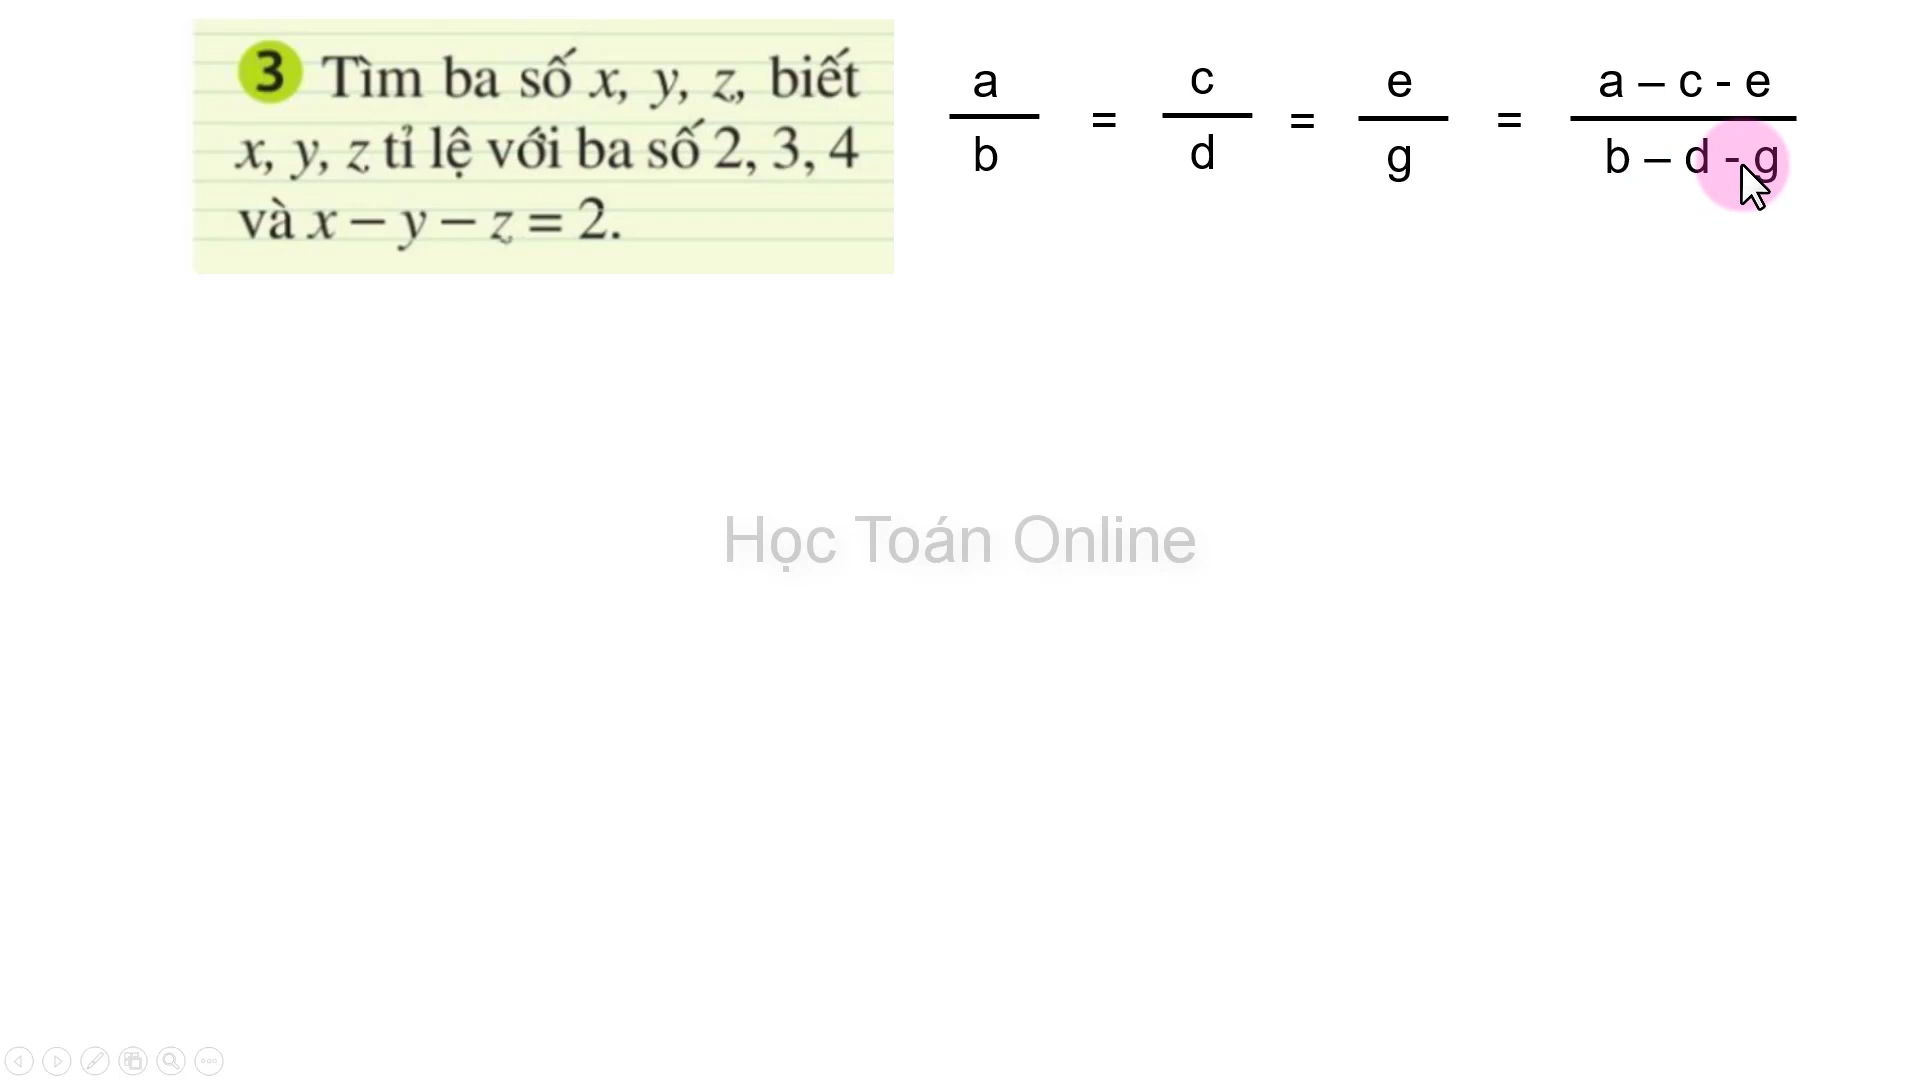 3 Tìm ba số x, y, z, biết
x, y, z tỉ lệ với ba số 2, 3, 4
và x – y – z = 2.
a c e a – c - e
= = =
b d g b – d - g
Học Toán Online